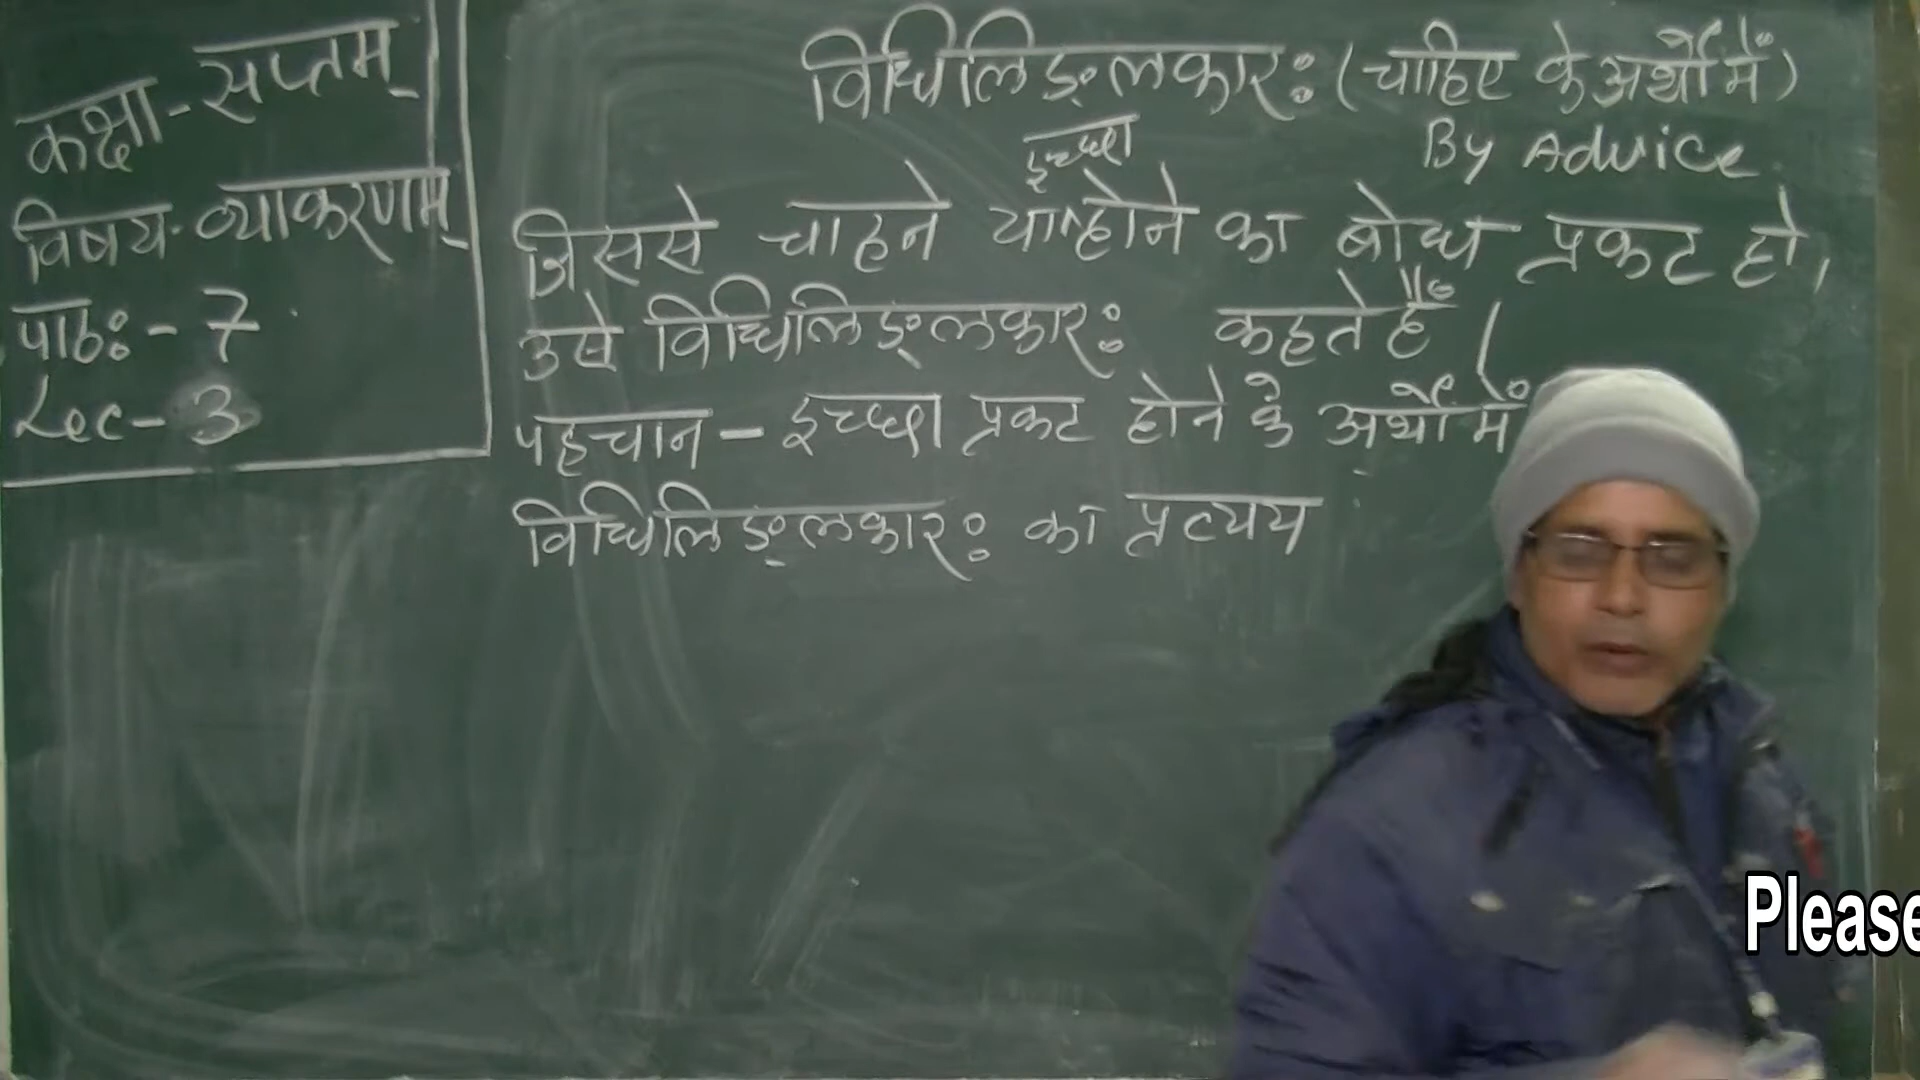 कक्षा - सप्तम्
विषय - व्याकरणम्
पाठः - 7
Lec - 3
विधिलिङ्लकारः (चाहिए के अर्थों में)
By Advice
इच्छा
जिससे चाहने या होने का बोध प्रकट हो,
उसे विधिलिङ्लकारः कहते हैं ।
पहचान - इच्छा प्रकट होने के अर्थों में
विधिलिङ्लकारः का प्रत्यय
Please